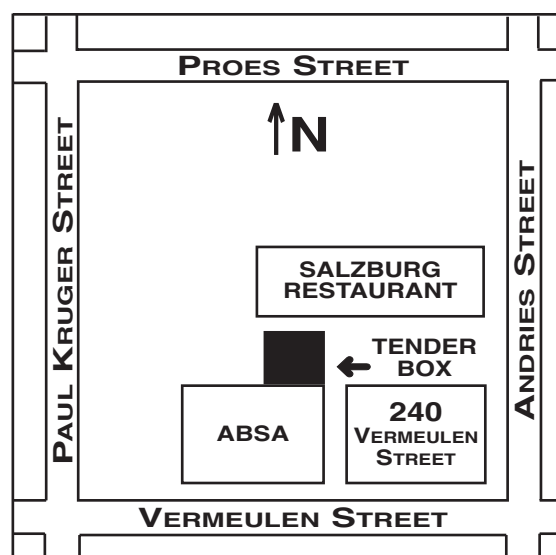 PROES STREET
N
PAUL KRUGER STREET
ANDRIES STREET
SALZBURG
RESTAURANT
TENDER
BOX
ABSA
240
VERMEULEN
STREET
VERMEULEN STREET